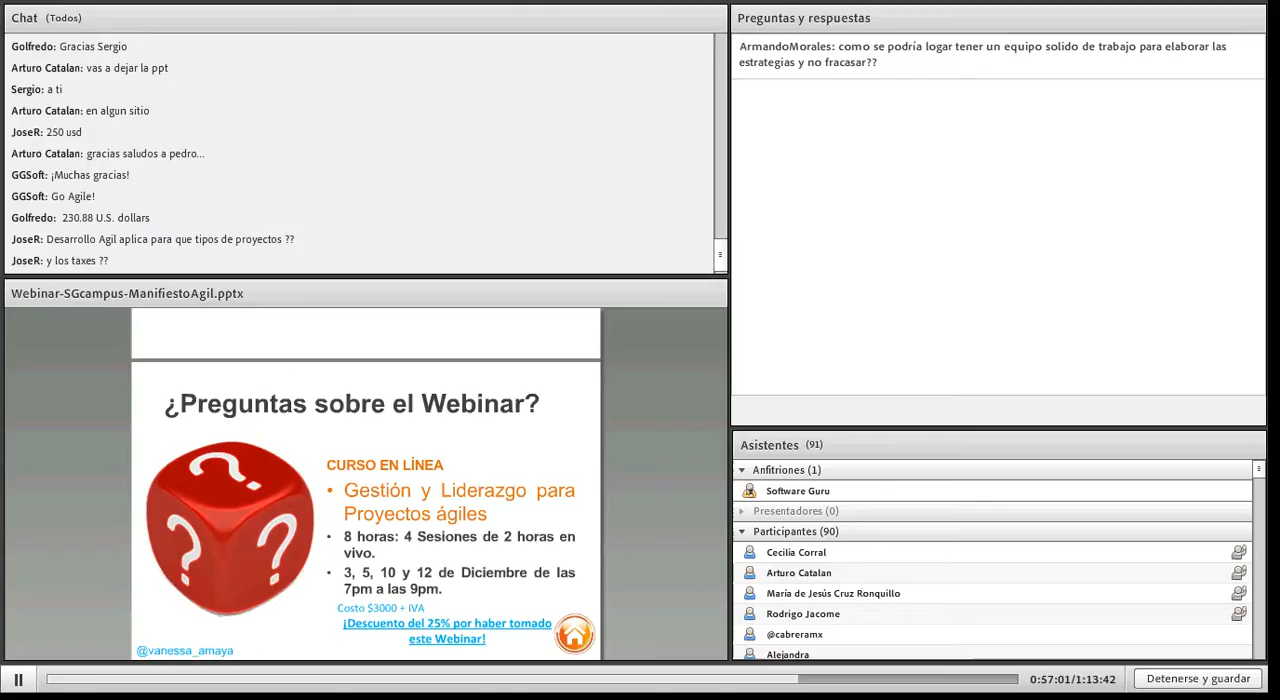 Chat (Todos)
Golfredo: Gracias Sergio
Arturo Catalan: vas a dejar la ppt
Sergio: a ti
Arturo Catalan: en algun sitio
JoseR: 250 usd
Arturo Catalan: gracias saludos a pedro...
GGSoft: ¡Muchas gracias!
GGSoft: Go Agile!
Golfredo: 230.88 U.S. dollars
JoseR: Desarrollo Agil aplica para que tipos de proyectos ??
JoseR: y los taxes ??
Webinar-SGcampus-ManifiestoAgil.pptx
¿Preguntas sobre el Webinar?
CURSO EN LÍNEA
• Gestión y Liderazgo para
Proyectos ágiles
• 8 horas: 4 Sesiones de 2 horas en
vivo.
• 3, 5, 10 y 12 de Diciembre de las
7pm a las 9pm.
Costo $3000 + IVA
¡Descuento del 25% por haber tomado
este Webinar!
@vanessa_amaya
Preguntas y respuestas
ArmandoMorales: como se podría logar tener un equipo solido de trabajo para elaborar las
estrategias y no fracasar??
Asistentes (91)
Anfitriones (1)
Software Guru
Presentadores (0)
Participantes (90)
Cecilia Corral
Arturo Catalan
María de Jesús Cruz Ronquillo
Rodrigo Jacome
@cabreramx
Alejandra
0:57:01/1:13:42
Detenerse y guardar